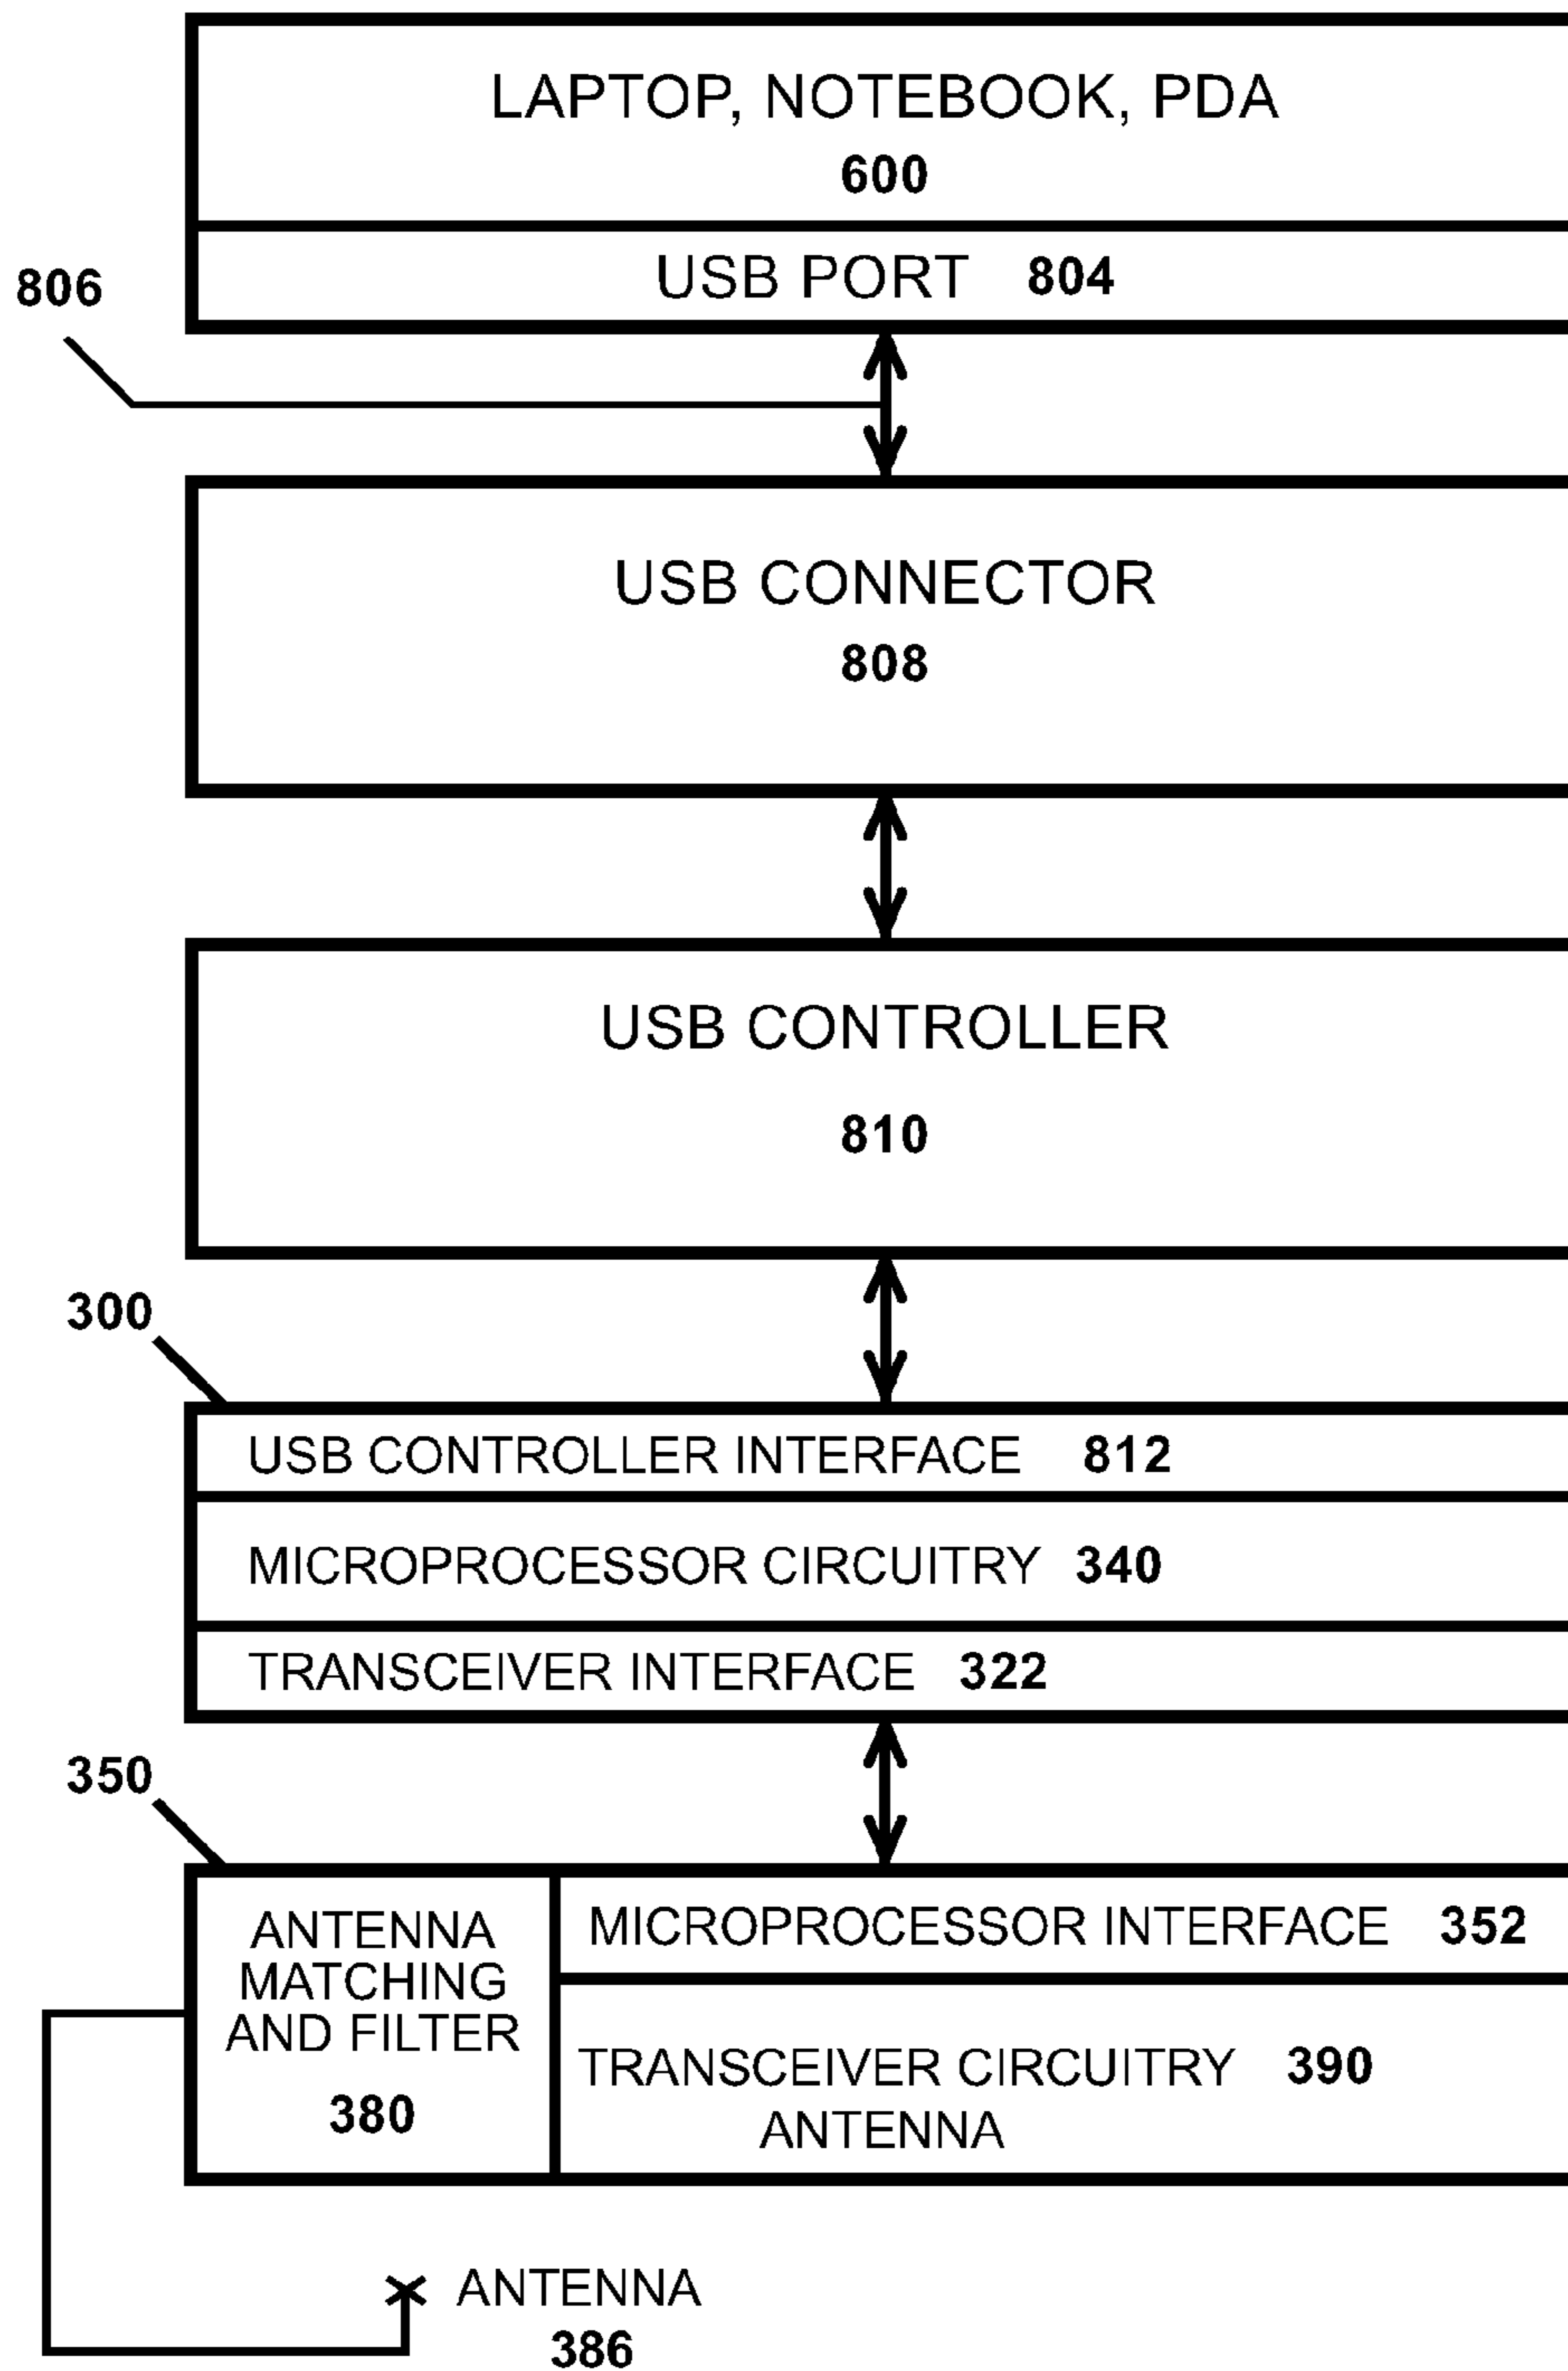 LAPTOP, NOTEBOOK, PDA
600
USB PORT 804
806
USB CONNECTOR
808
USB CONTROLLER
810
300
USB CONTROLLER INTERFACE 812
MICROPROCESSOR CIRCUITRY 340
TRANSCEIVER INTERFACE 322
350
ANTENNA
MATCHING
AND FILTER
380
MICROPROCESSOR INTERFACE 352
TRANSCEIVER CIRCUITRY 390
ANTENNA
ANTENNA
386